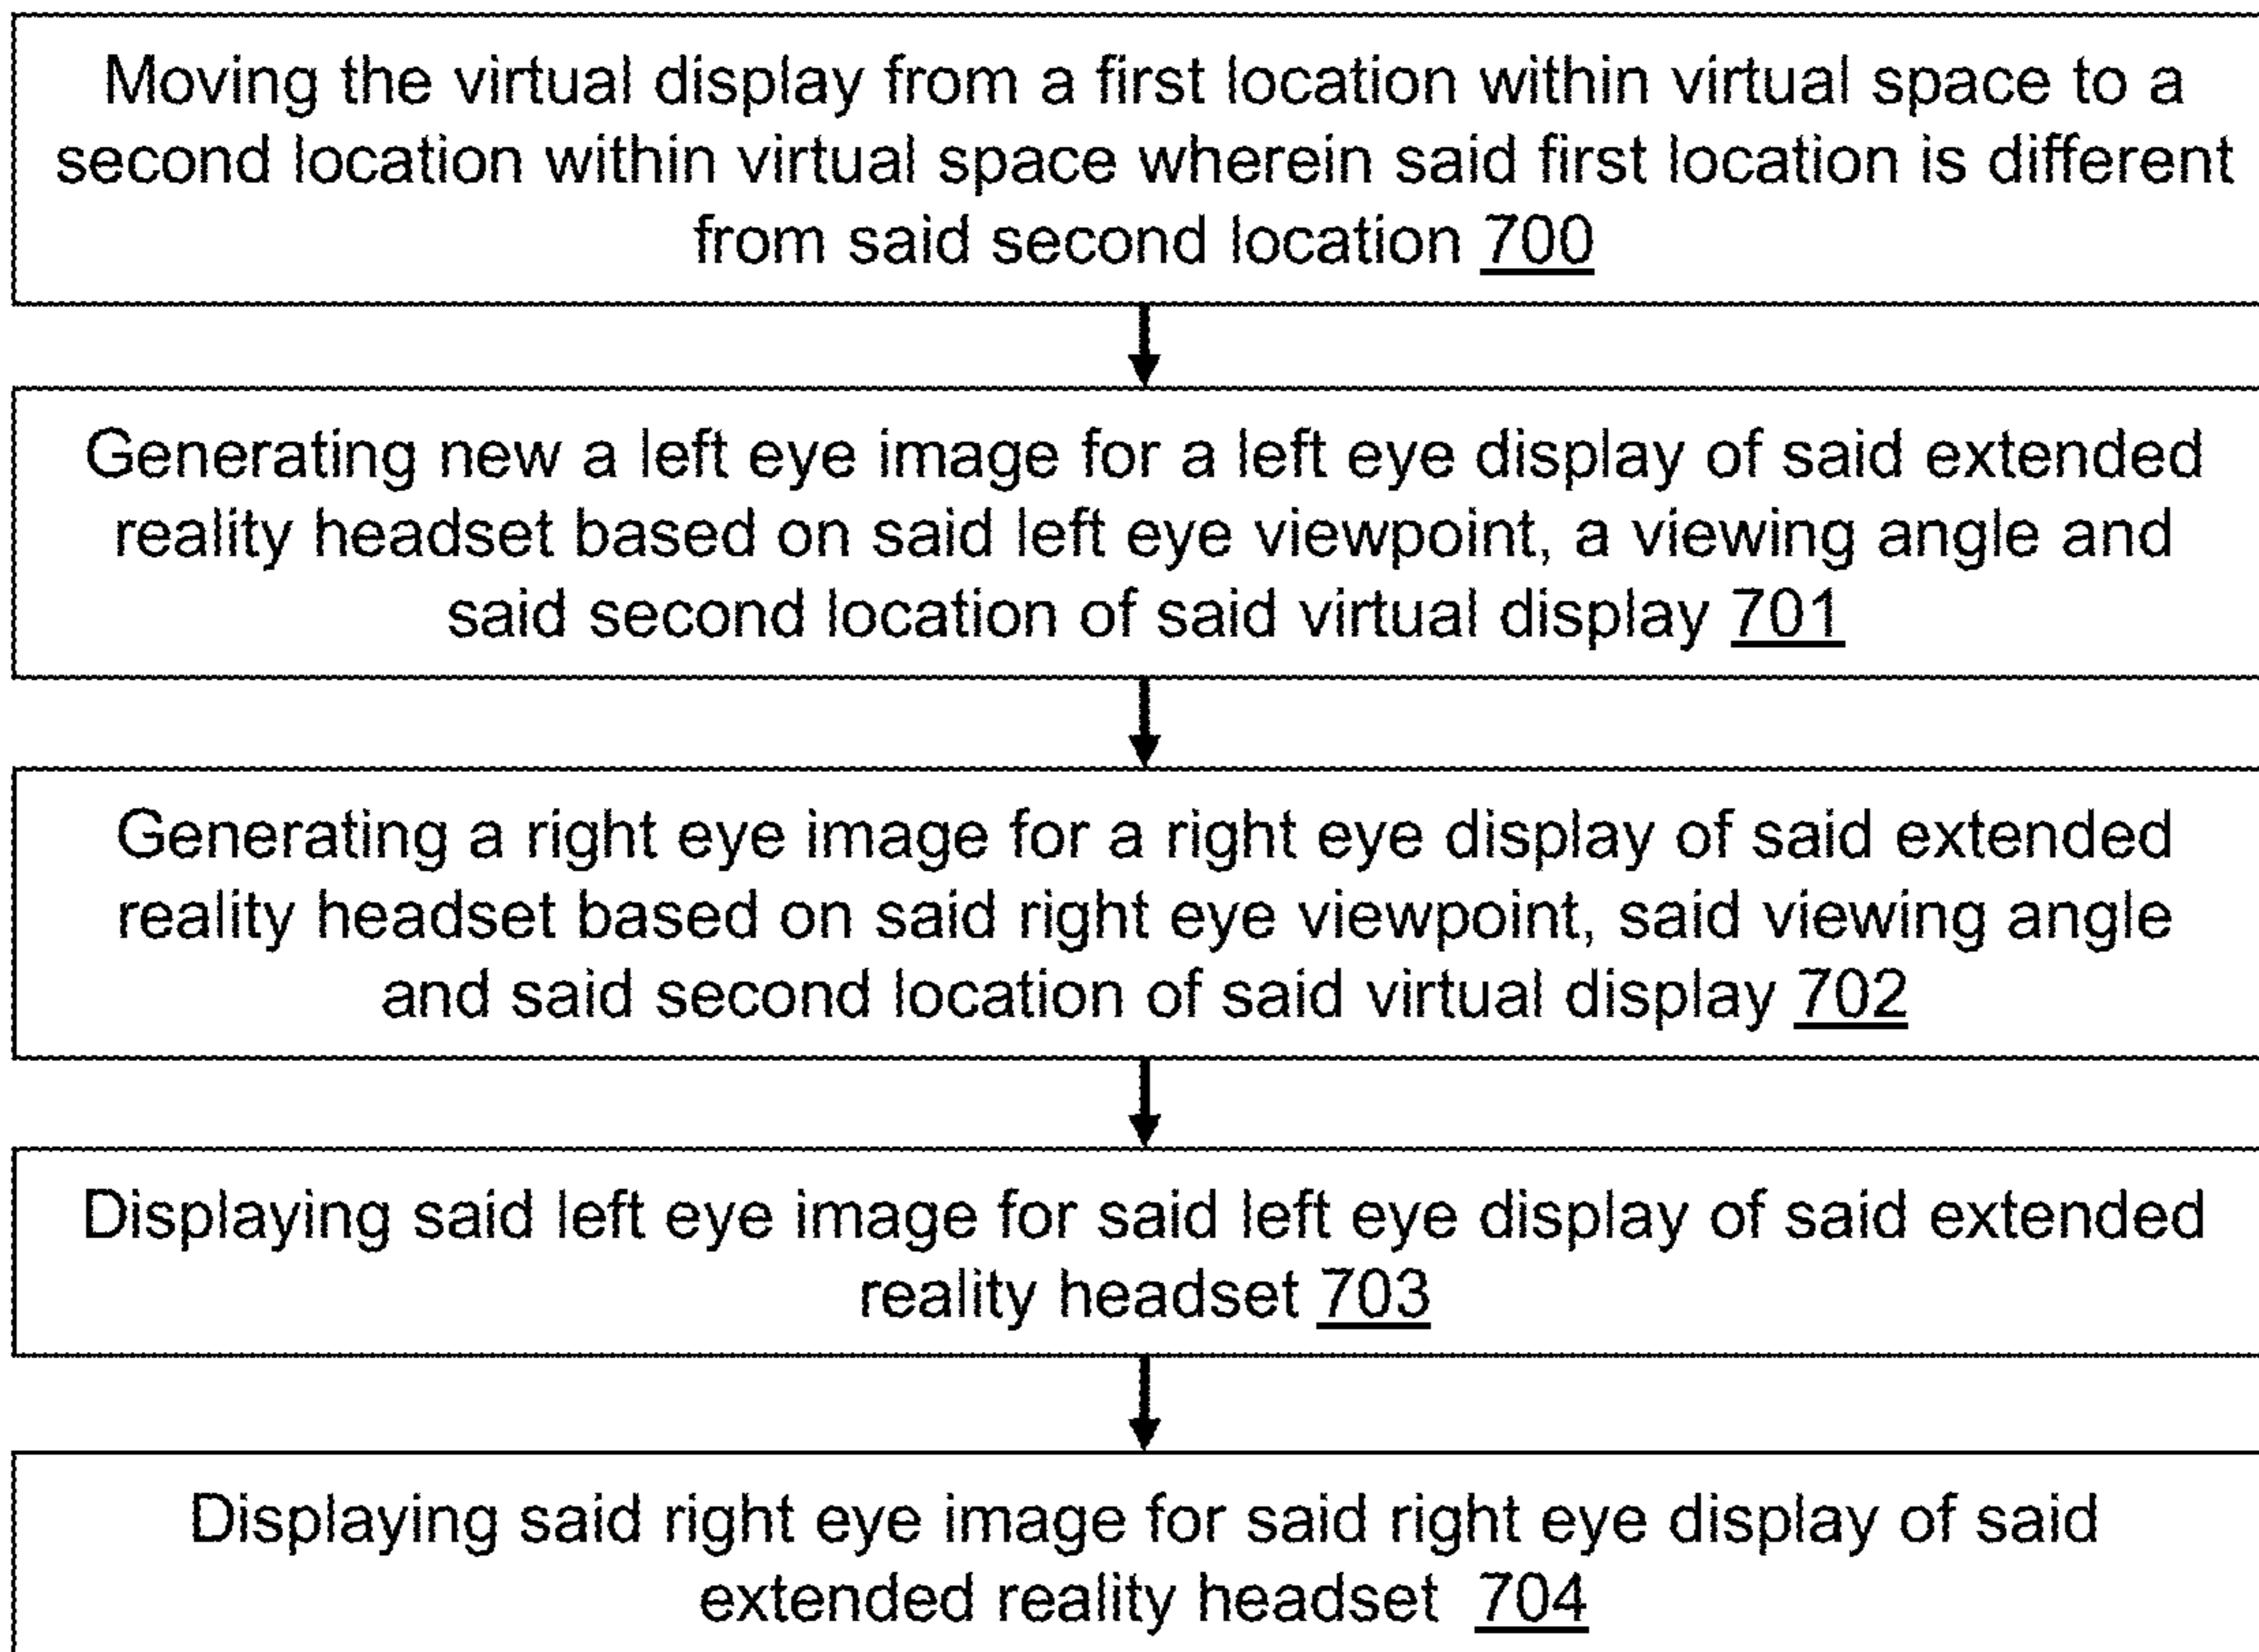 Moving the virtual display from a first location within virtual space to a
second location within virtual space wherein said first location is different
from said second location 700
Generating new a left eye image for a left eye display of said extended
reality headset based on said left eye viewpoint, a viewing angle and
said second location of said virtual display 701
Generating a right eye image for a right eye display of said extended
reality headset based on said right eye viewpoint, said viewing angle
and said second location of said virtual display 702
Displaying said left eye image for said left eye display of said extended
reality headset 703
Displaying said right eye image for said right eye display of said
extended reality headset 704